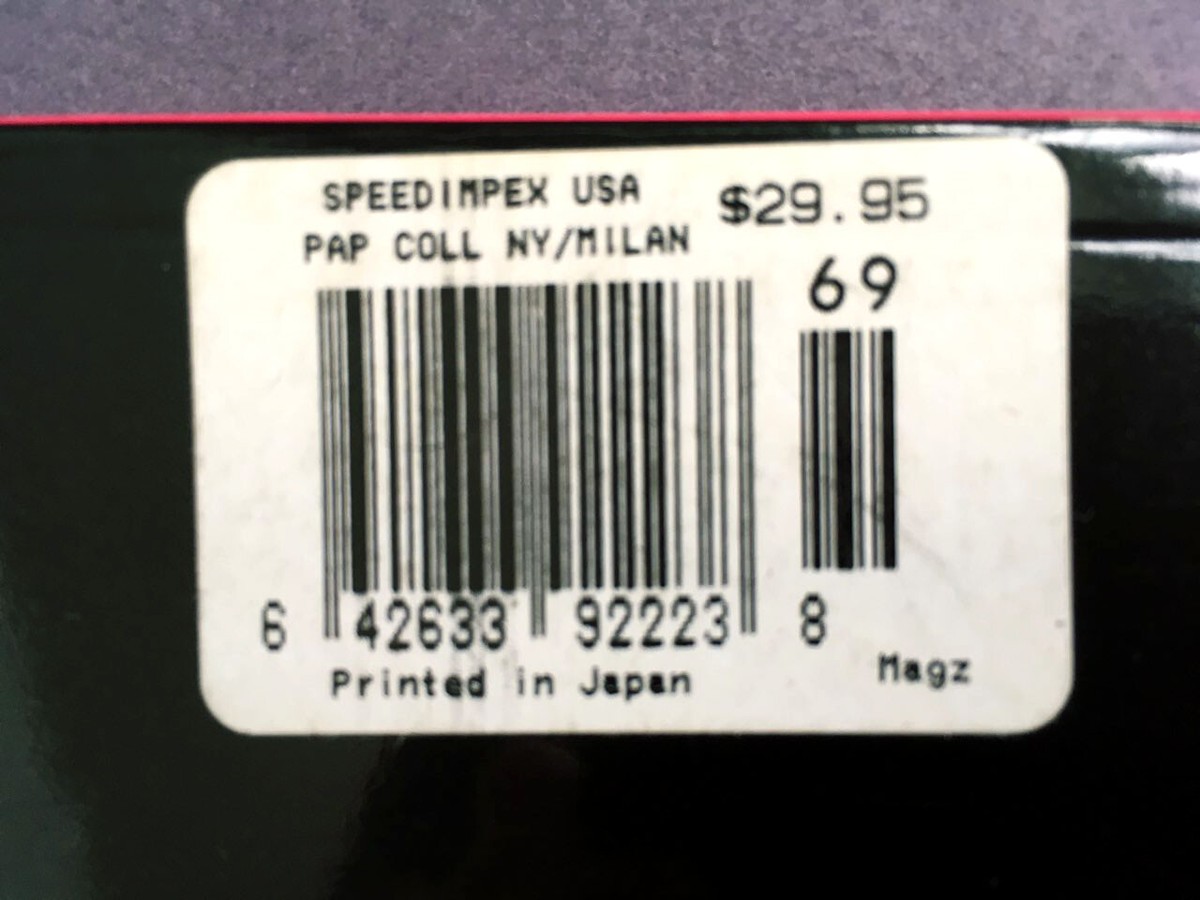 SPEEDIMPEX USA $29.95
PAP COLL NY/MILAN
69
6 42633 92223 8
Printed in Japan
Magz